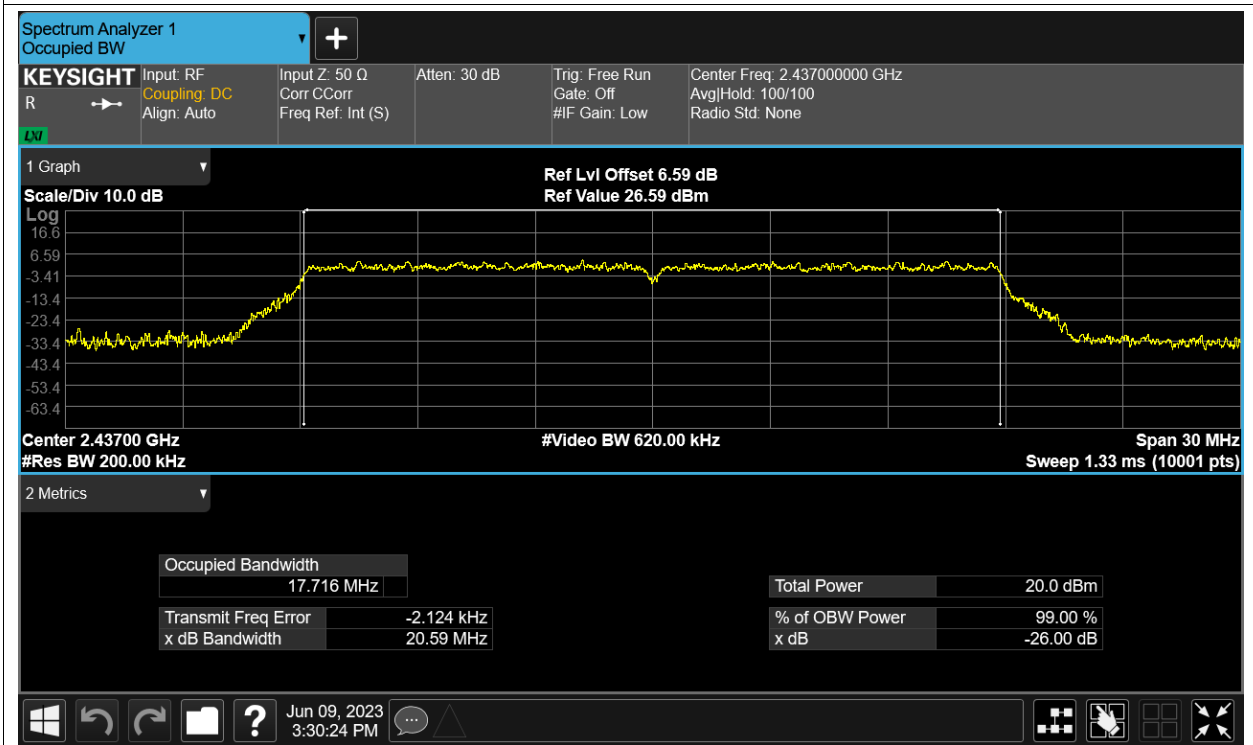 Spectrum Analyzer 1
Occupied BW
KEYSIGHT
R
LXI
Input: RF
Coupling: DC
Align: Auto
Input Z: 50 Ω
Corr CCorr
Freq Ref: Int (S)
Atten: 30 dB
Trig: Free Run
Gate: Off
#IF Gain: Low
Center Freq: 2.437000000 GHz
Avg|Hold: 100/100
Radio Std: None
1 Graph
Scale/Div 10.0 dB
Ref Lvl Offset 6.59 dB
Ref Value 26.59 dBm
Log
16.6
6.59
-3.41
-13.4
-23.4
-33.4
-43.4
-53.4
-63.4
Center 2.43700 GHz
#Res BW 200.00 kHz
#Video BW 620.00 kHz
Span 30 MHz
Sweep 1.33 ms (10001 pts)
2 Metrics
Occupied Bandwidth
17.716 MHz
Transmit Freq Error -2.124 kHz
x dB Bandwidth 20.59 MHz
Total Power 20.0 dBm
% of OBW Power 99.00 %
x dB -26.00 dB
?
Jun 09, 2023
3:30:24 PM